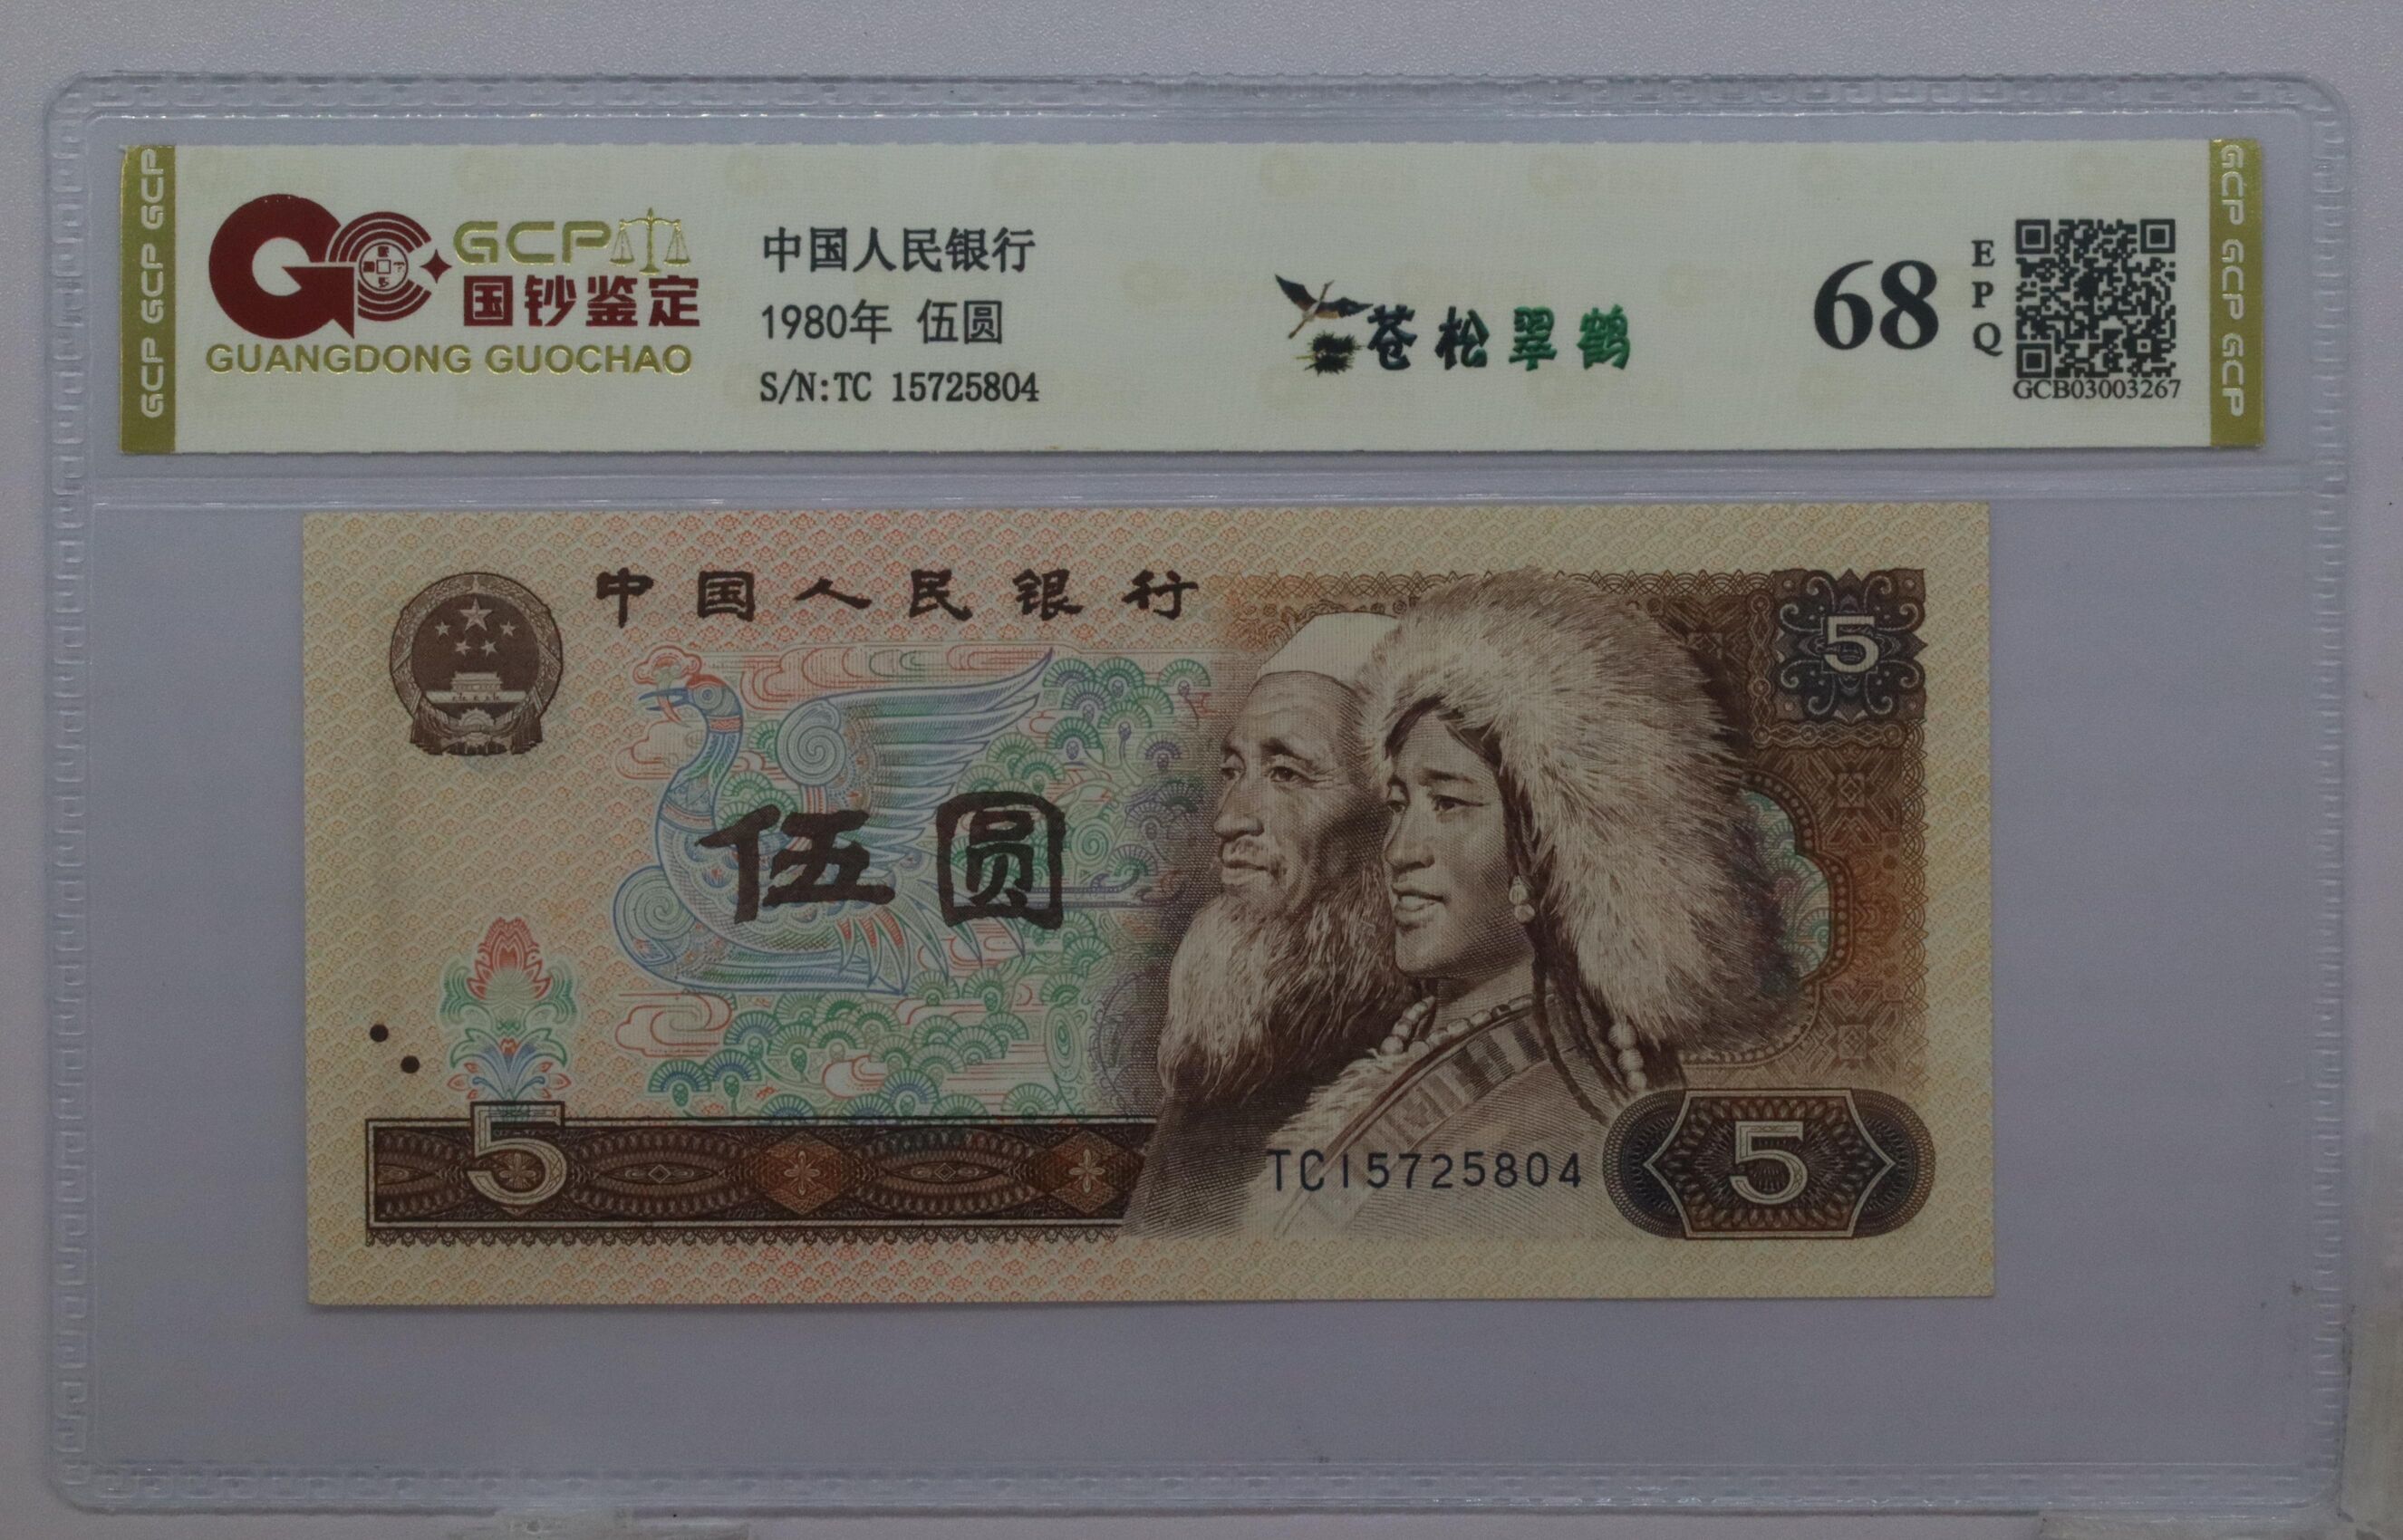 GCP GCP GCP
GCP
国钞鉴定
GUANGDONG GUOCHAO
中国人民银行
1980年 伍圆
S/N:TC 15725804
苍松翠鹤
68
EPQ
GCB03003267
GCP GCP GCP
中国人民银行
5
伍圆
5
TC15725804
5